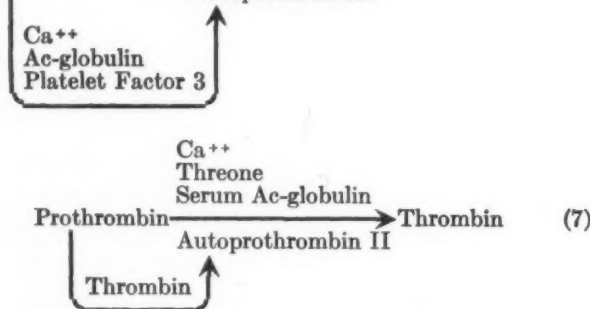 Ca++
Ac-globulin
Platelet Factor 3
Ca++
Threone
Serum Ac-globulin
Prothrombin Thrombin (7)
Autoprothrombin II
Thrombin